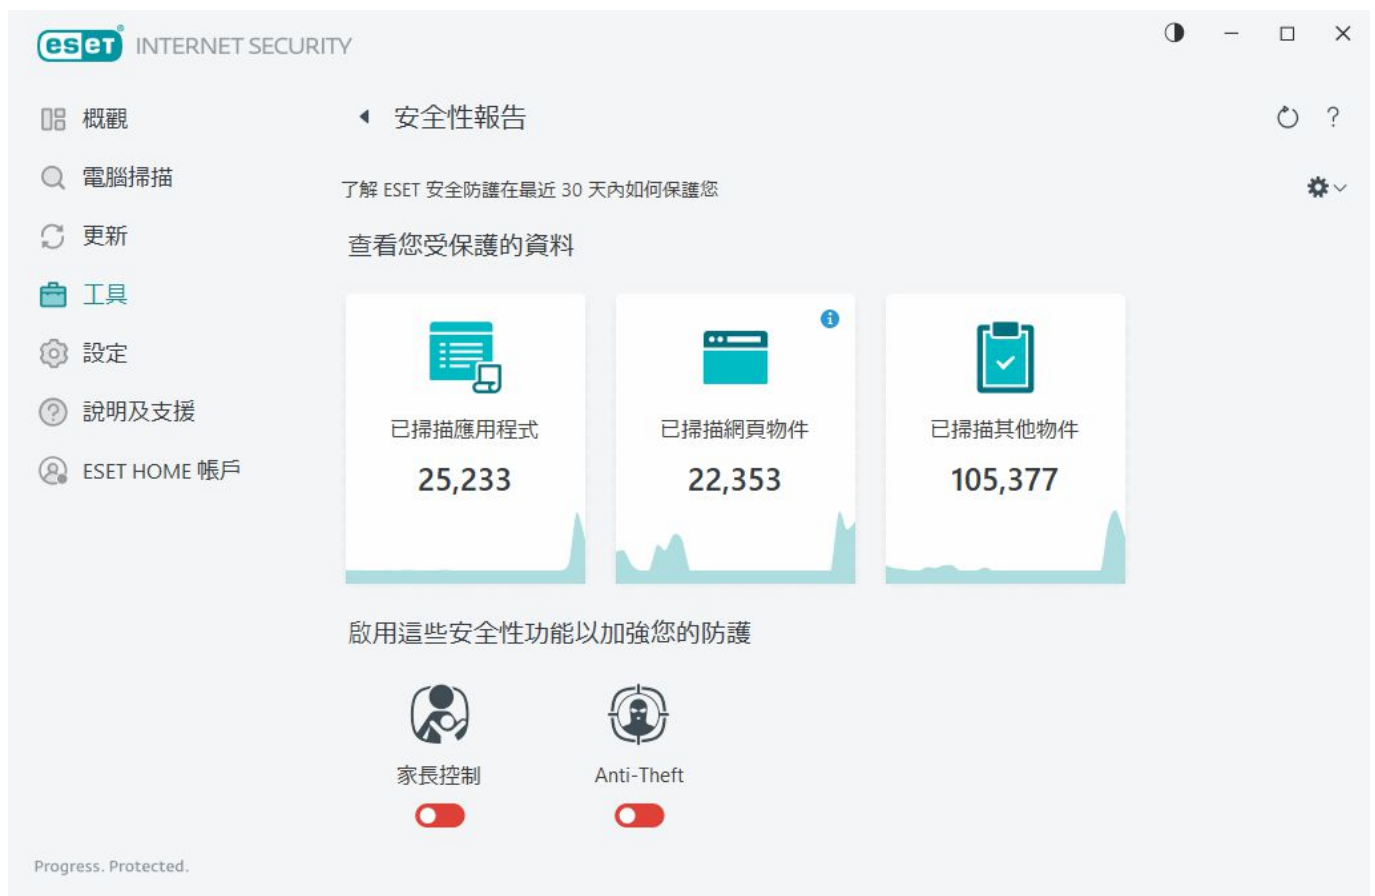 eset® INTERNET SECURITY
概觀
電腦掃描
更新
工具
設定
說明及支援
ESET HOME 帳戶
安全性報告
?
了解 ESET 安全防護在最近 30 天內如何保護您
查看您受保護的資料
已掃描應用程式
25,233
已掃描網頁物件
22,353
已掃描其他物件
105,377
啟用這些安全性功能以加強您的防護
家長控制
Anti-Theft
Progress. Protected.